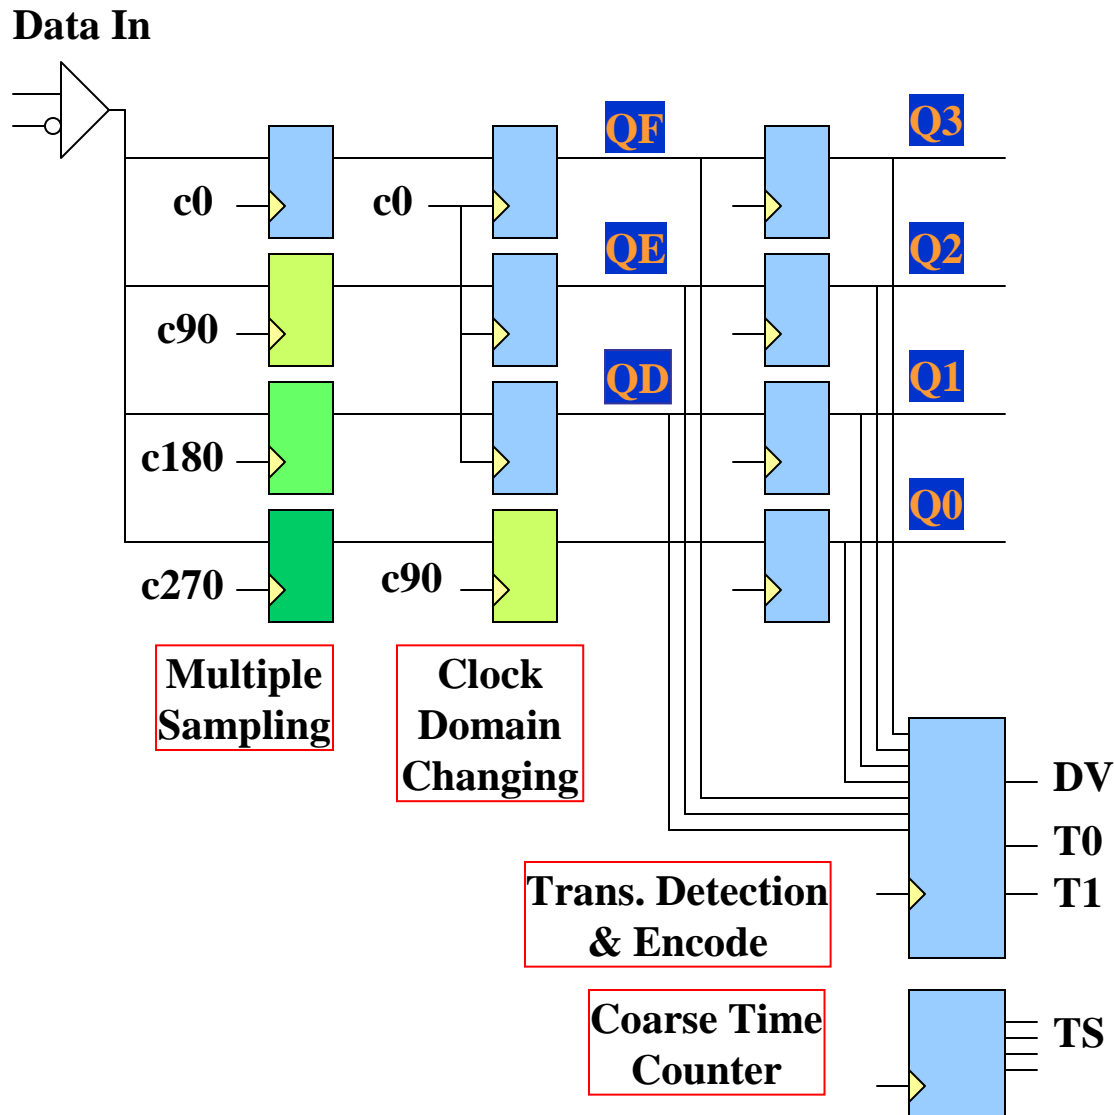 Data In
QF
Q3
c0
c0
QE
Q2
c90
QD
Q1
c180
Q0
c270
c90
Multiple
Sampling
Clock
Domain
Changing
DV
T0
T1
Trans. Detection
& Encode
Coarse Time
Counter
TS